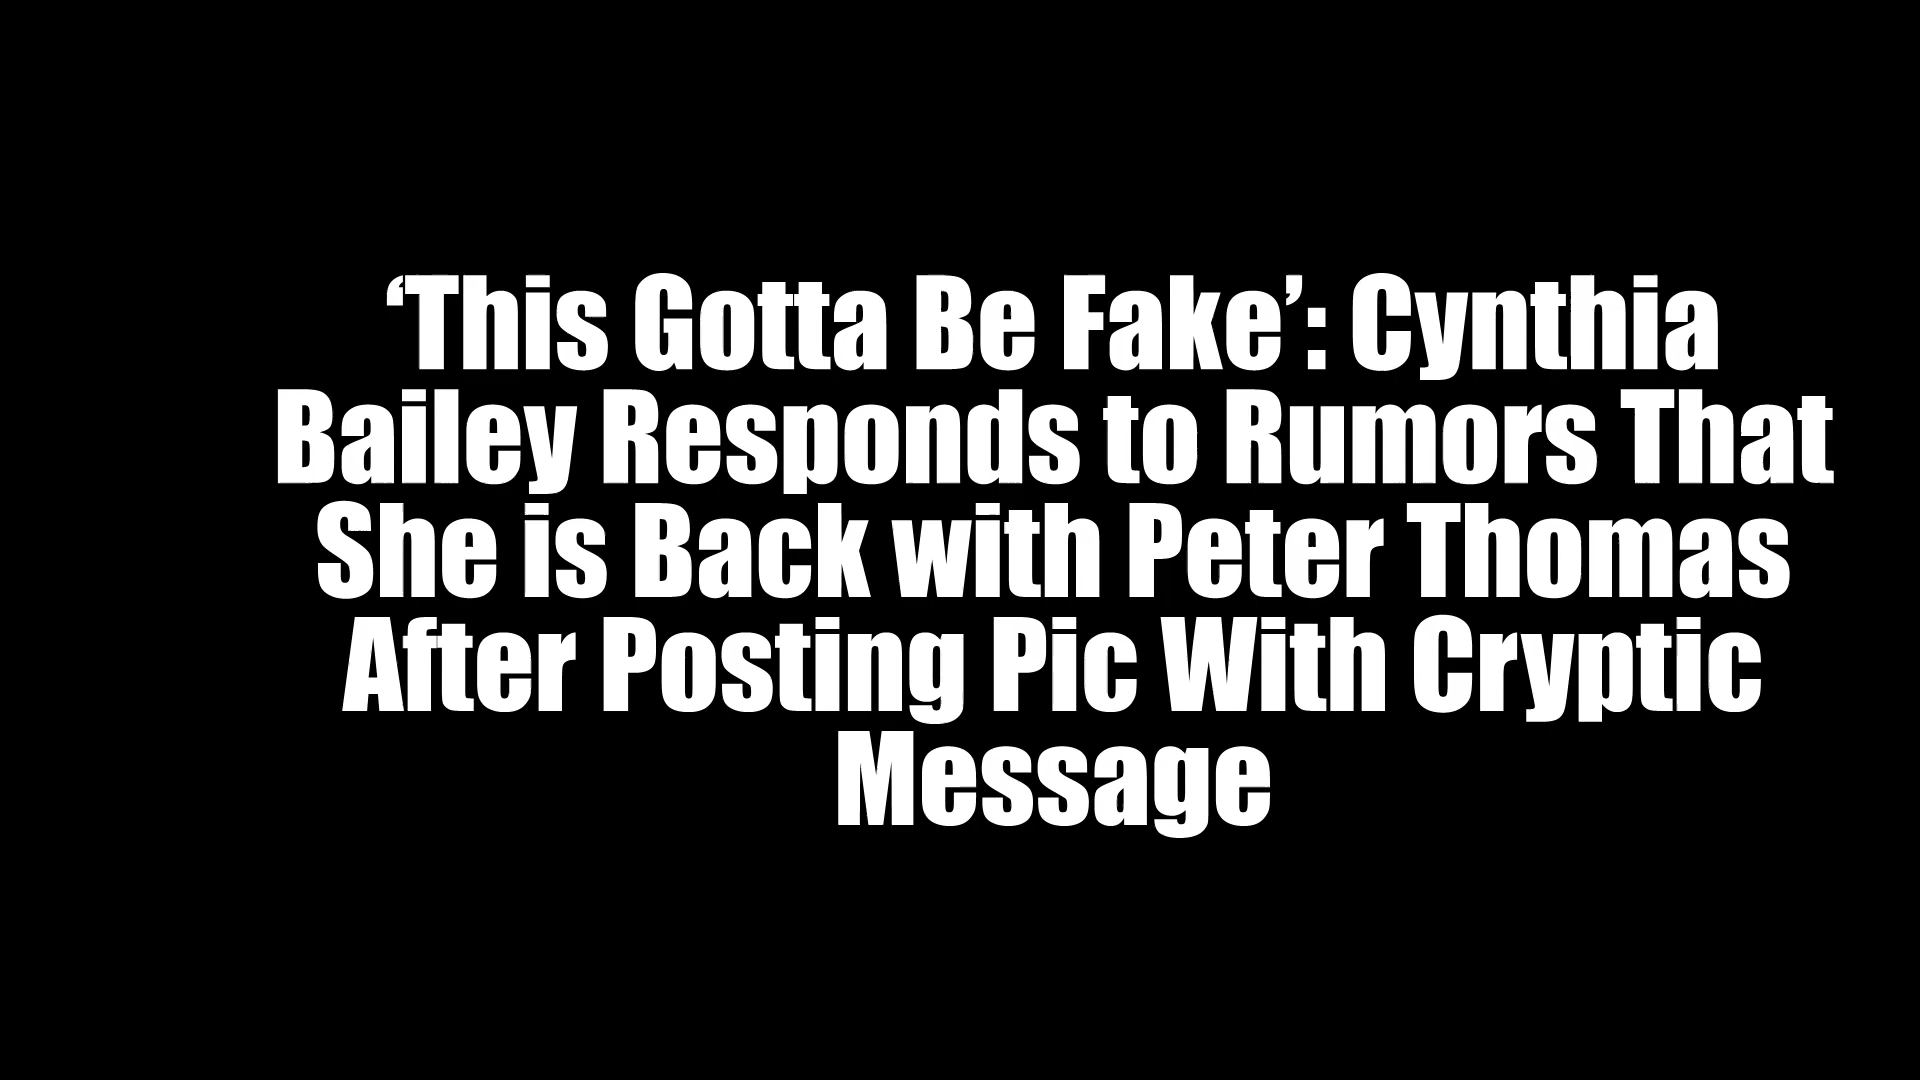 ‘This Gotta Be Fake’: Cynthia
Bailey Responds to Rumors That
She is Back with Peter Thomas
After Posting Pic With Cryptic
Message